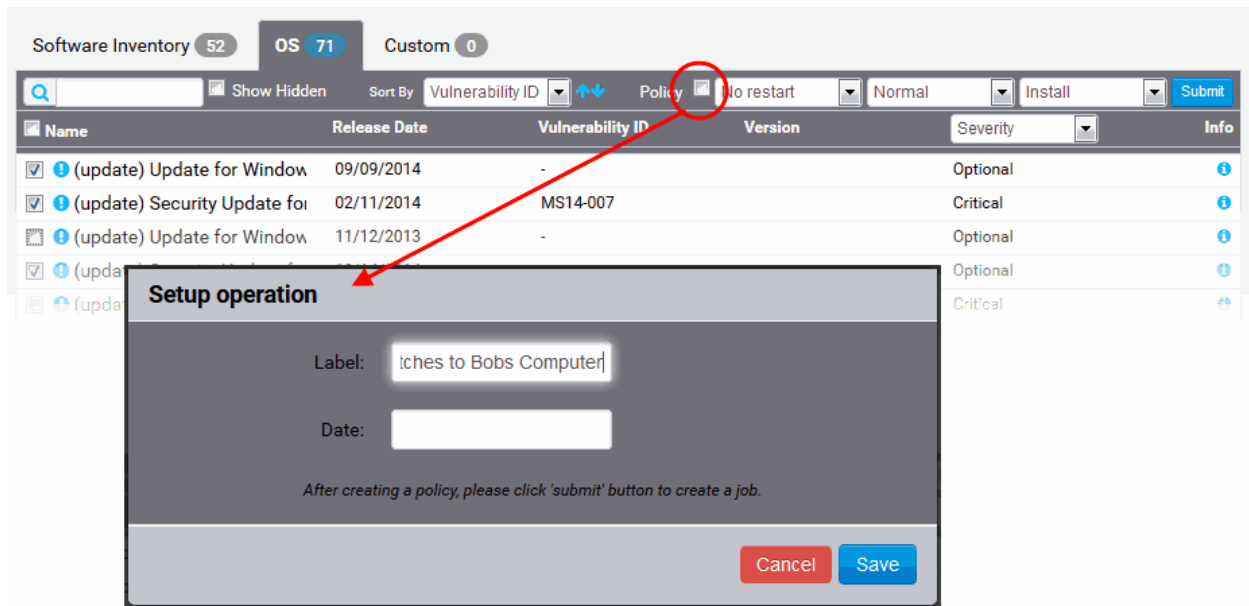 Software Inventory 52 OS 71 Custom 0
Show Hidden Sort By Vulnerability ID Policy No restart Normal Install Submit
Name Release Date Vulnerability ID Version Severity Info
(update) Update for Window 09/09/2014 - Optional
(update) Security Update for 02/11/2014 MS14-007 Critical
(update) Update for Window 11/12/2013 - Optional
Optional
Critical
Setup operation
Label: tches to Bobs Computer
Date:
After creating a policy, please click 'submit' button to create a job.
Cancel Save